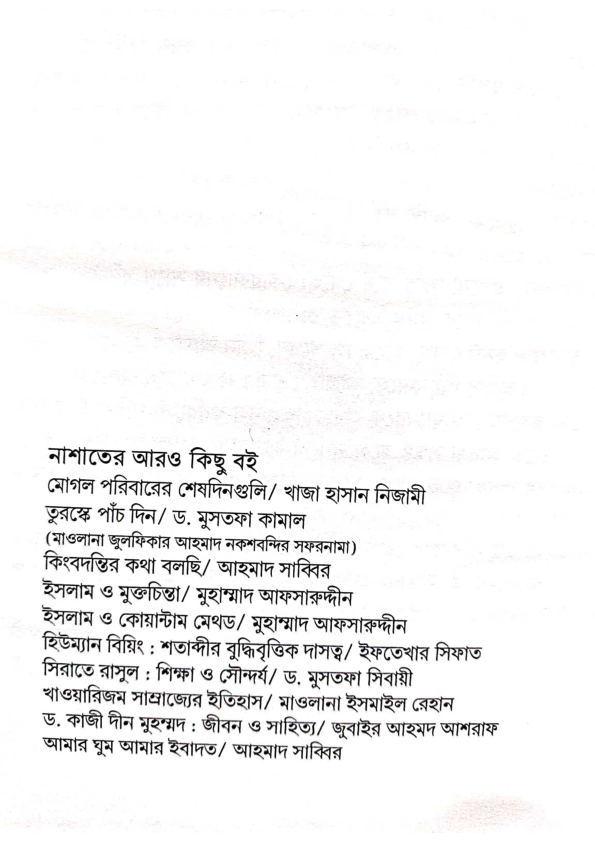 নাশাতের আরও কিছু বই
মোগল পরিবারের শেষদিনগুলি/ খাজা হাসান নিজামী
তুরস্কে পাঁচ দিন/ ড. মুসতফা কামাল
(মাওলানা জুলফিকার আহমাদ নকশবন্দির সফরনামা)
কিংবদন্তির কথা বলছি/ আহমাদ সাব্বির
ইসলাম ও মুক্তচিন্তা/ মুহাম্মাদ আফসারুদ্দীন
ইসলাম ও কোয়ান্টাম মেথড/ মুহাম্মাদ আফসারুদ্দীন
হিউম্যান বিয়িং : শতাব্দীর বুদ্ধিবৃত্তিক দাসত্ব/ ইফতেখার সিফাত
সিরাতে রাসুল : শিক্ষা ও সৌন্দর্য/ ড. মুসতফা সিবায়ী
খাওয়ারিজম সাম্রাজ্যের ইতিহাস/ মাওলানা ইসমাইল রেহান
ড. কাজী দীন মুহম্মদ : জীবন ও সাহিত্য/ জুবাইর আহমদ আশরাফ
আমার ঘুম আমার ইবাদত/ আহমাদ সাব্বির